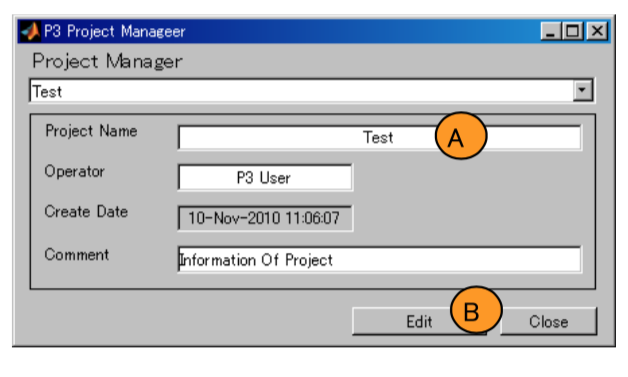 P3 Project Manageer
Project Manager
Test
Project Name Test A
Operator P3 User
Create Date 10-Nov-2010 11:06:07
Comment Information Of Project
Edit B Close